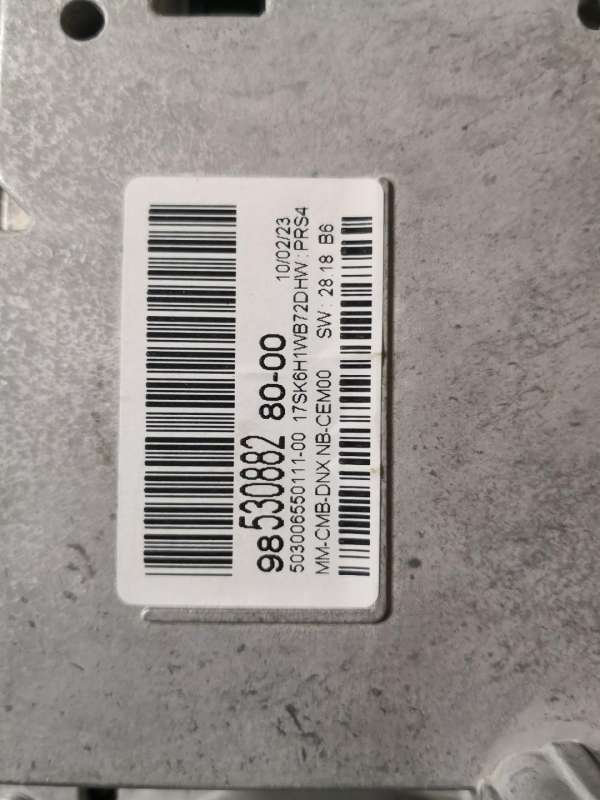 98 530882 80-00 10/02/23
503006550111-00 17SK6H1WB72DHW : PRS4
MM-CMB-DNX NB-CEM00 SW : 28.18 B6